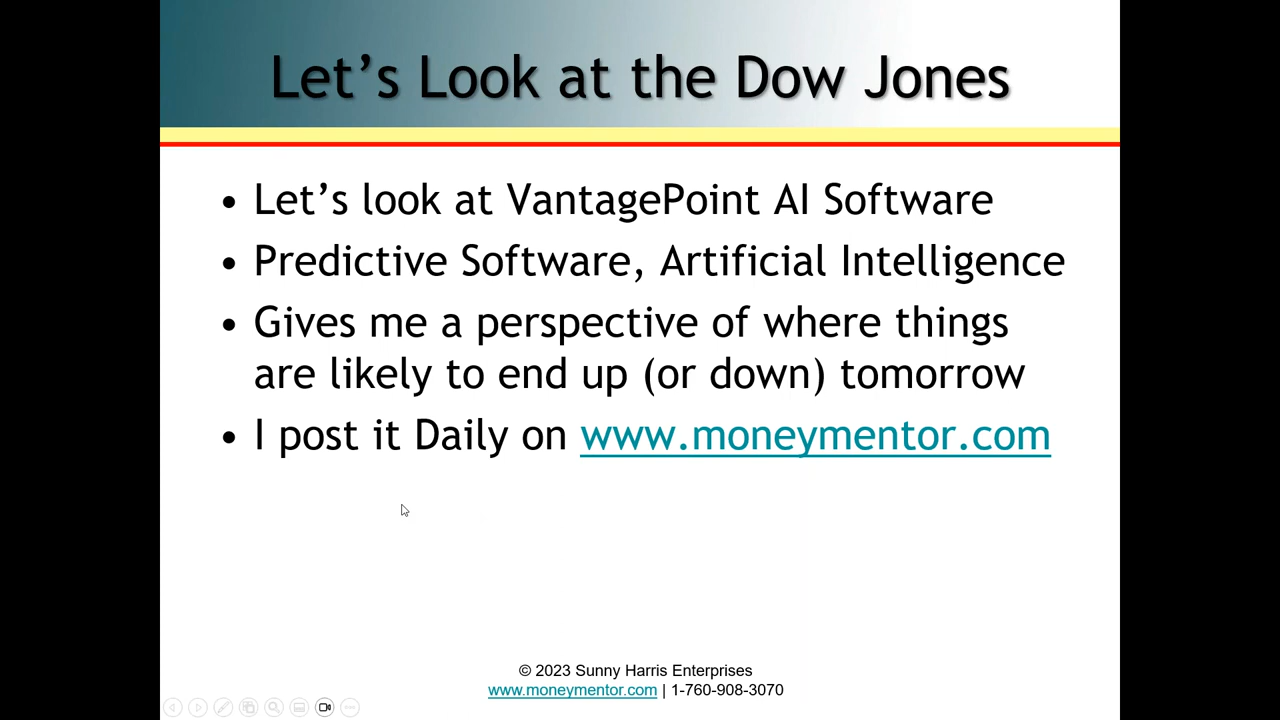 Let’s Look at the Dow Jones
• Let’s look at VantagePoint AI Software
• Predictive Software, Artificial Intelligence
• Gives me a perspective of where things
are likely to end up (or down) tomorrow
• I post it Daily on www.moneymentor.com
© 2023 Sunny Harris Enterprises
www.moneymentor.com | 1-760-908-3070